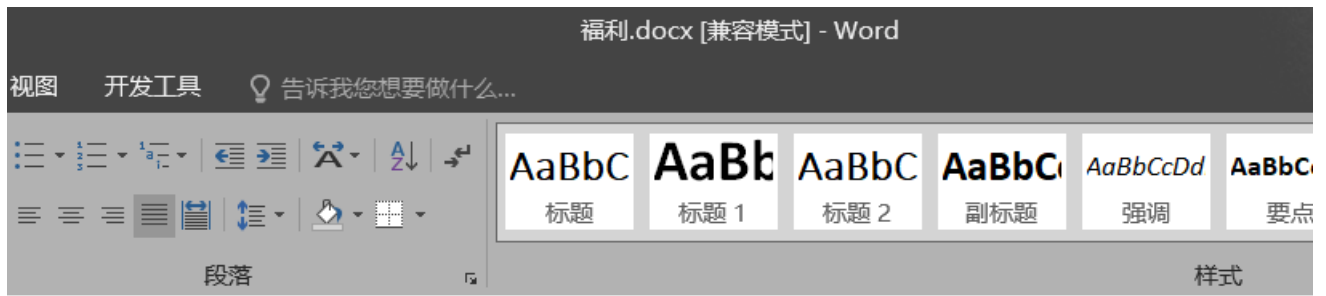 福利.docx [兼容模式] - Word
视图 开发工具 告诉我您想要做什么...
AaBbC AaBb AaBbC AaBbC AaBbCcDd AaBbC
标题 标题 1 标题 2 副标题 强调 要点
段落 样式